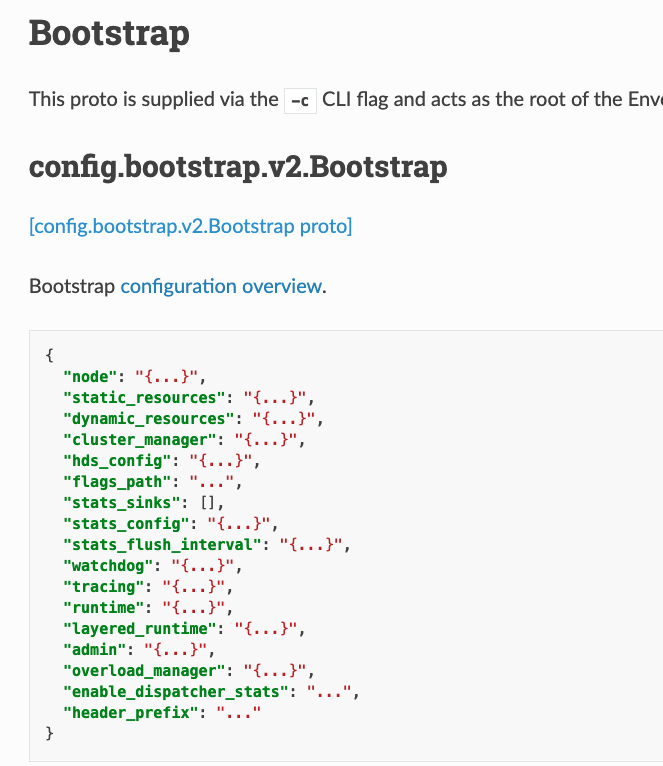 Bootstrap
This proto is supplied via the -c CLI flag and acts as the root of the
config.bootstrap.v2.Bootstrap
[config.bootstrap.v2.Bootstrap proto]
Bootstrap configuration overview.
{
"node": "{...}",
"static_resources": "{...}",
"dynamic_resources": "{...}",
"cluster_manager": "{...}",
"hds_config": "{...}",
"flags_path": "...",
"stats_sinks": [],
"stats_config": "{...}",
"stats_flush_interval": "{...}",
"watchdog": "{...}",
"tracing": "{...}",
"runtime": "{...}",
"layered_runtime": "{...}",
"admin": "{...}",
"overload_manager": "{...}",
"enable_dispatcher_stats": "...",
"header_prefix": "..."
}